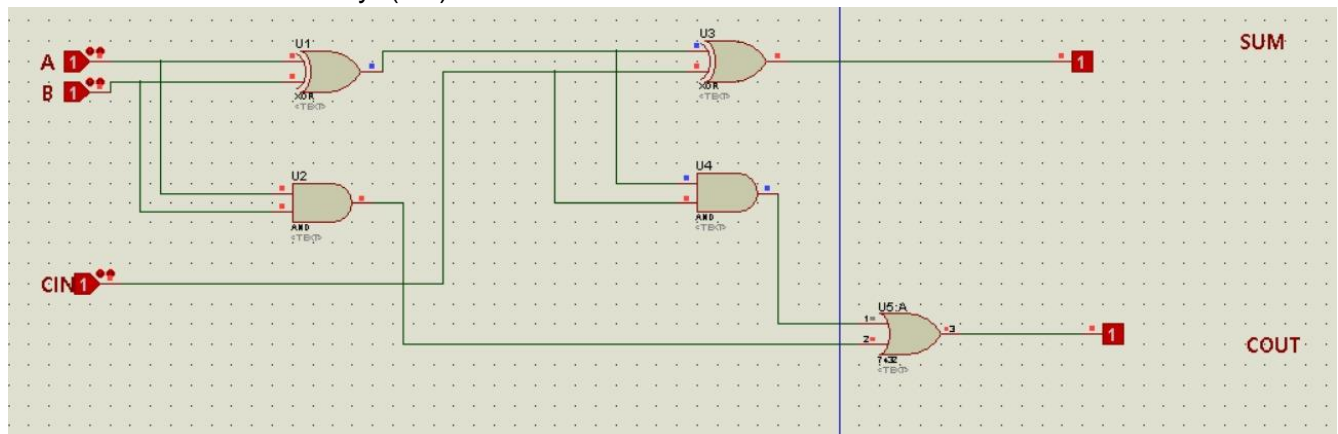 (
U1
U3
SUM
A 1
1
B 1
XOR
<TEXT>
XOR
<TEXT>
U2
U4
AND
<TEXT>
AND
<TEXT>
CIN 1
U5:A
1
3
1
2
COUT
7432
<TEXT>